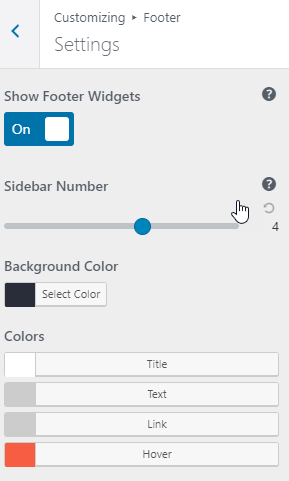 Customizing ▸ Footer
Settings
Show Footer Widgets
On
Sidebar Number
4
Background Color
Select Color
Colors
Title
Text
Link
Hover